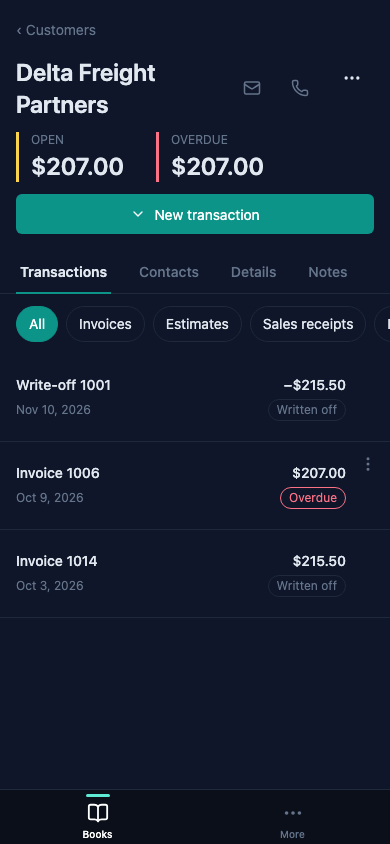 ‹ Customers
Delta Freight
Partners
OPEN
$207.00
OVERDUE
$207.00
New transaction
Transactions
Contacts
Details
Notes
All
Invoices
Estimates
Sales receipts
Write-off 1001
–$215.50
Nov 10, 2026
Written off
Invoice 1006
$207.00
Oct 9, 2026
Overdue
Invoice 1014
$215.50
Oct 3, 2026
Written off
Books
More